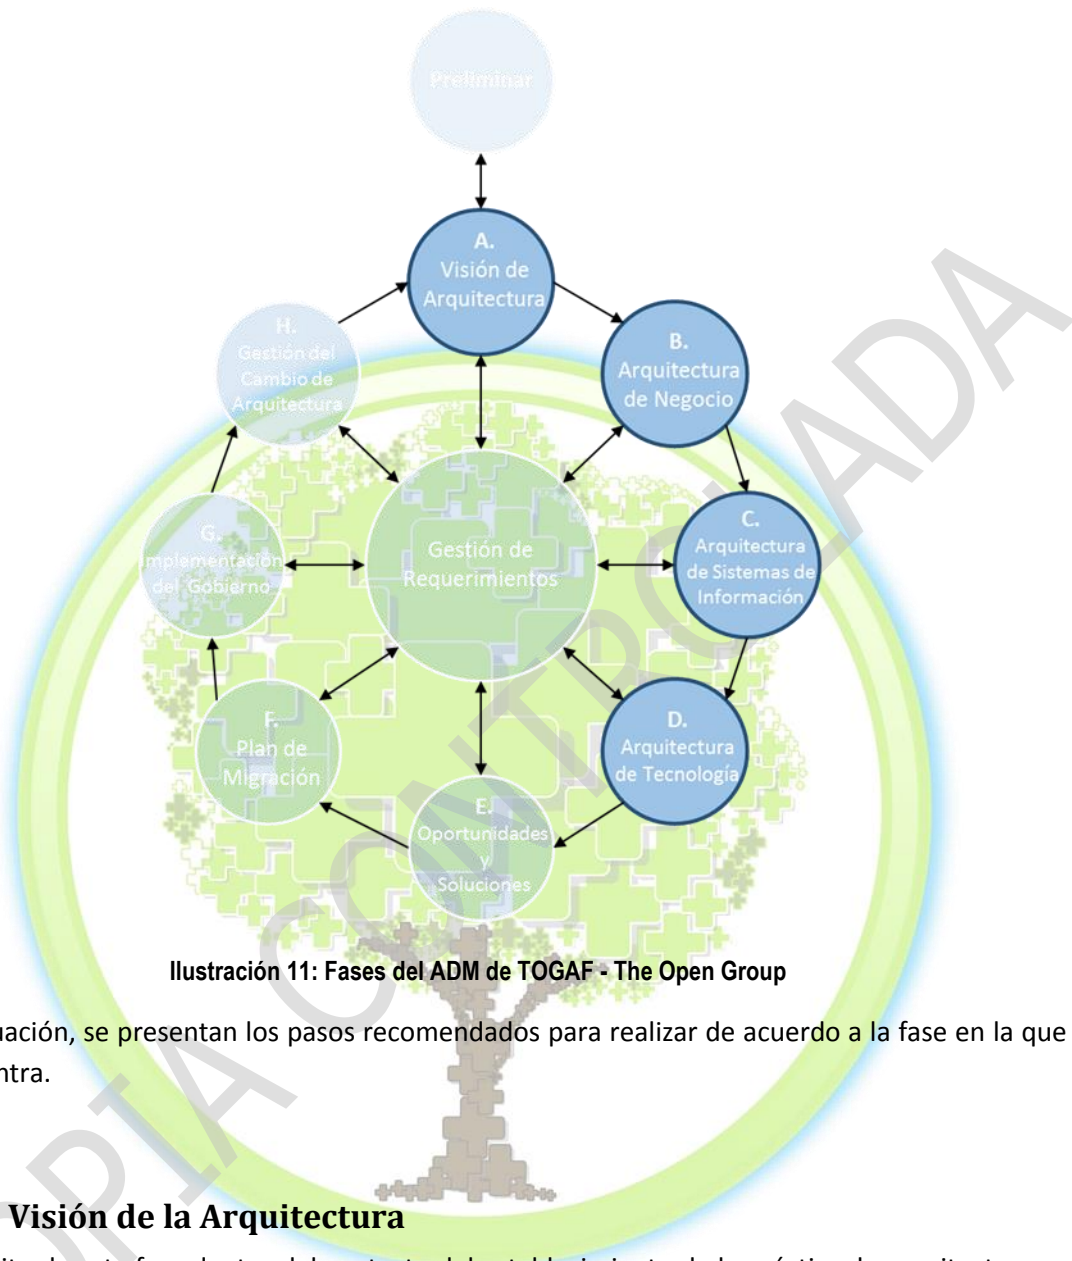 Preliminar
A.
Visión de
Arquitectura
B.
Arquitectura
de Negocio
H.
Gestión del
Cambio de
Arquitectura
C.
Arquitectura
de Sistemas de
Información
G.
Implementación
del Gobierno
Gestión de
Requerimientos
D.
Arquitectura
de Tecnología
F.
Plan de
Migración
E.
Oportunidades
y
Soluciones
Ilustración 11: Fases del ADM de TOGAF - The Open Group
uación, se presentan los pasos recomendados para realizar de acuerdo a la fase en la que
ntra.
Visión de la Arquitectura
OPIA CONTROLADA